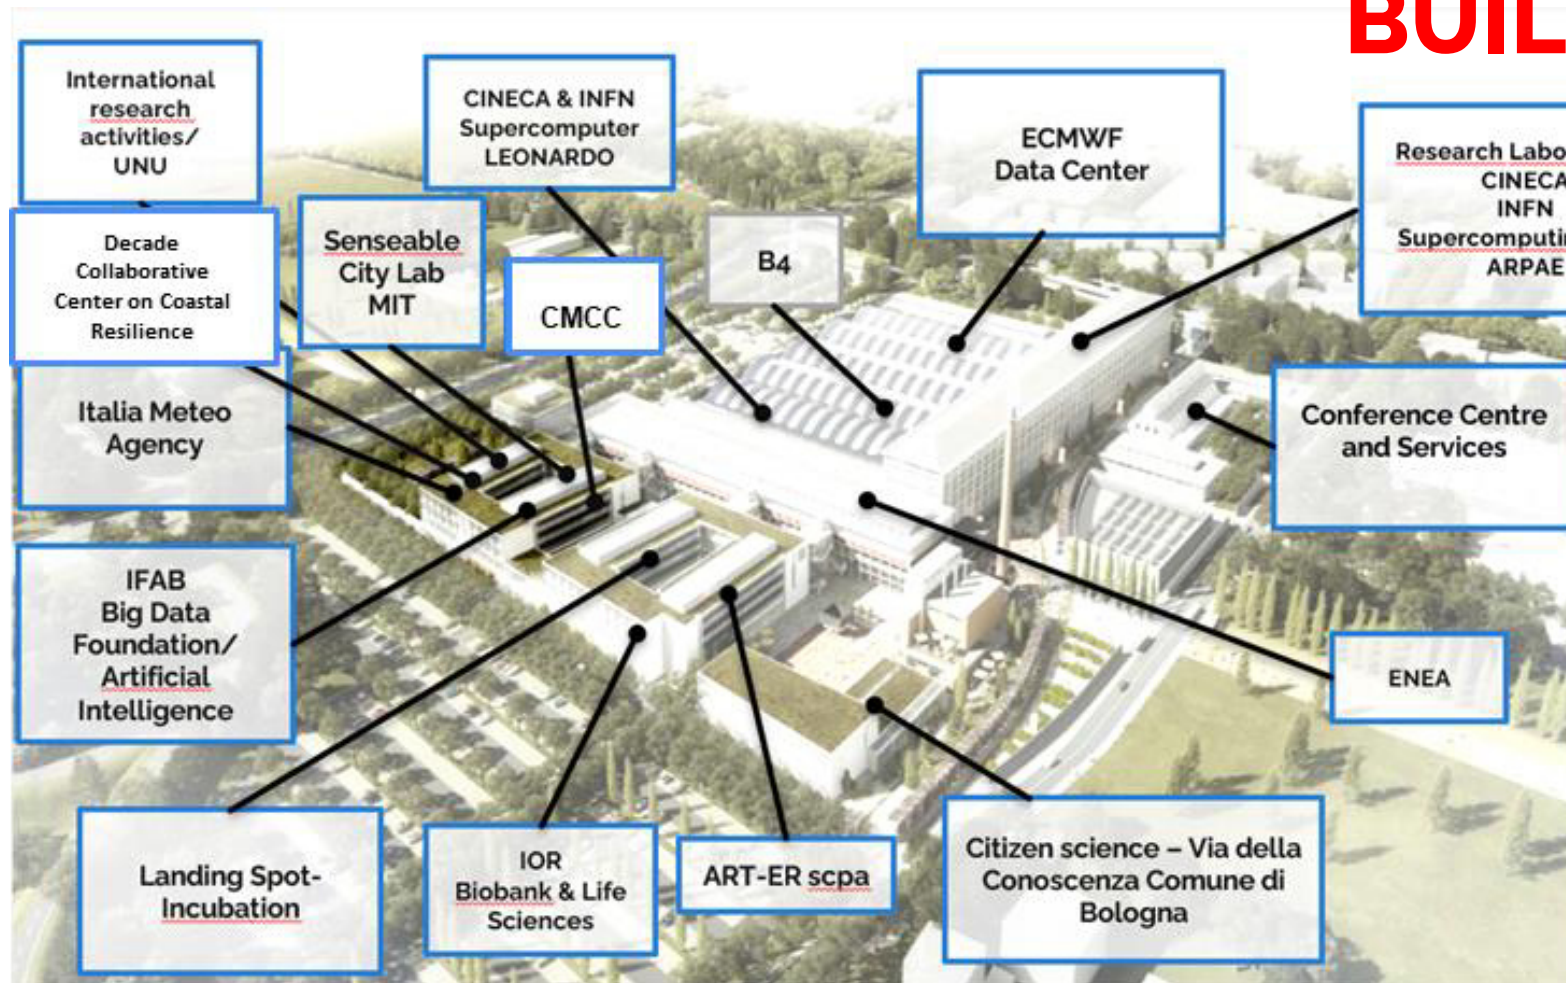 BUIL
International
research
activities/
UNU
CINECA & INFN
Supercomputer
LEONARDO
ECMWF
Data Center
Research Labo
CINECA
INFN
Supercomputi
ARPAE
Decade
Collaborative
Center on Coastal
Resilience
Senseable
City Lab
MIT
CMCC
B4
Italia Meteo
Agency
Conference Centre
and Services
IFAB
Big Data
Foundation/
Artificial
Intelligence
ENEA
Landing Spot-
Incubation
IOR
Biobank & Life
Sciences
ART-ER scpa
Citizen science – Via della
Conoscenza Comune di
Bologna